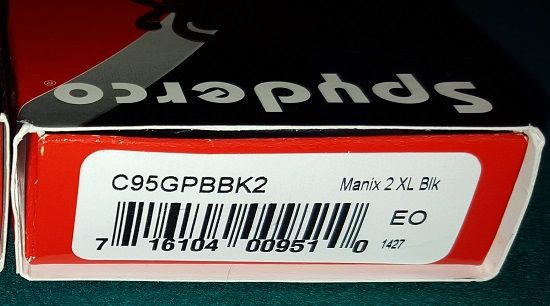 Spyderco®
C95GPBBK2 Manix 2 XL Blk
EO
7 16104 00951 0 1427